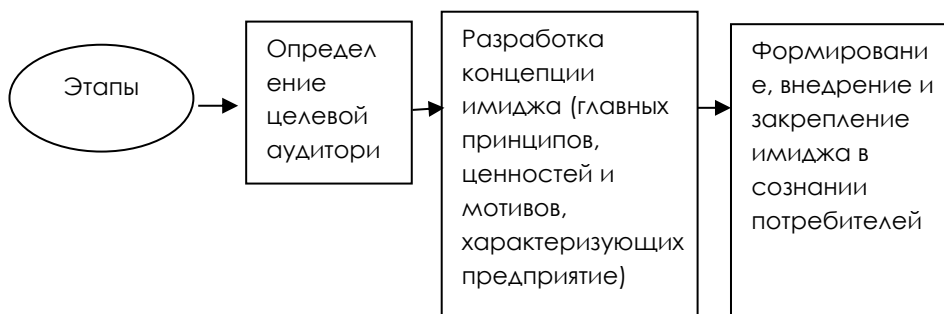 Этапы
Определ
ение
целевой
аудитори
Разработка
концепции
имиджа (главных
принципов,
ценностей и
мотивов,
характеризующих
предприятие)
Формировани
е, внедрение и
закрепление
имиджа в
сознании
потребителей